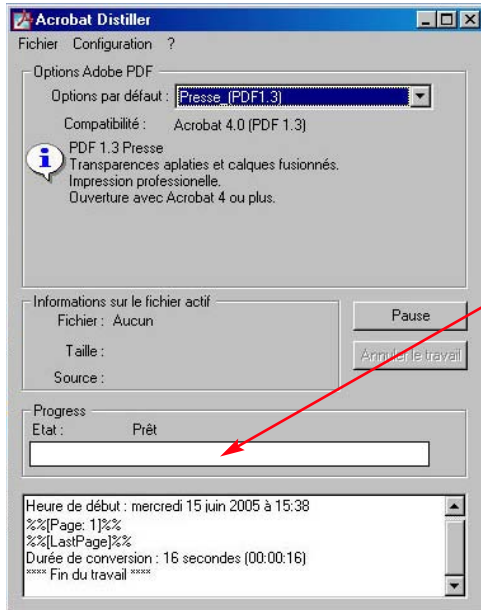 Acrobat Distiller
Fichier Configuration ?
Options Adobe PDF
Options par défaut : Presse_(PDF1.3)
Compatibilité : Acrobat 4.0 (PDF 1.3)
PDF 1.3 Presse
Transparences aplaties et calques fusionnés.
Impression professionelle.
Ouverture avec Acrobat 4 ou plus.
Informations sur le fichier actif
Fichier : Aucun
Pause
Taille :
Annuler le travail
Source :
Progress
Etat : Prêt
Heure de début : mercredi 15 juin 2005 à 15:38
%%[Page: 1]%%
%%[LastPage]%%
Durée de conversion : 16 secondes (00:00:16)
**** Fin du travail ****